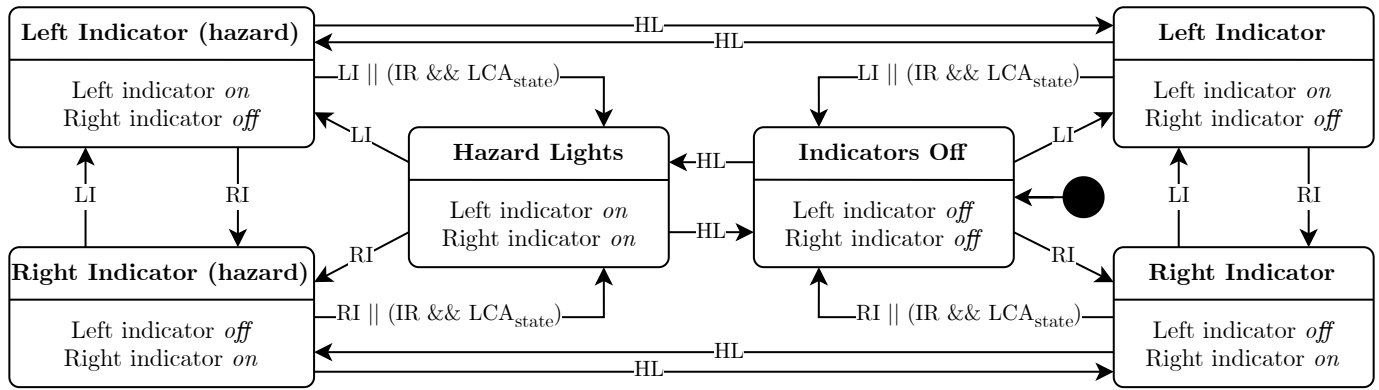 Left Indicator (hazard)
Left indicator on
Right indicator off
HL
HL
Left Indicator
Left indicator on
Right indicator off
LI || (IR && LCAstate)
LI || (IR && LCAstate)
LI
LI
Hazard Lights
Left indicator on
Right indicator on
HL
HL
Indicators Off
Left indicator off
Right indicator off
LI
RI
LI
RI
RI
RI
Right Indicator (hazard)
Left indicator off
Right indicator on
RI || (IR && LCAstate)
RI || (IR && LCAstate)
Right Indicator
Left indicator off
Right indicator on
HL
HL